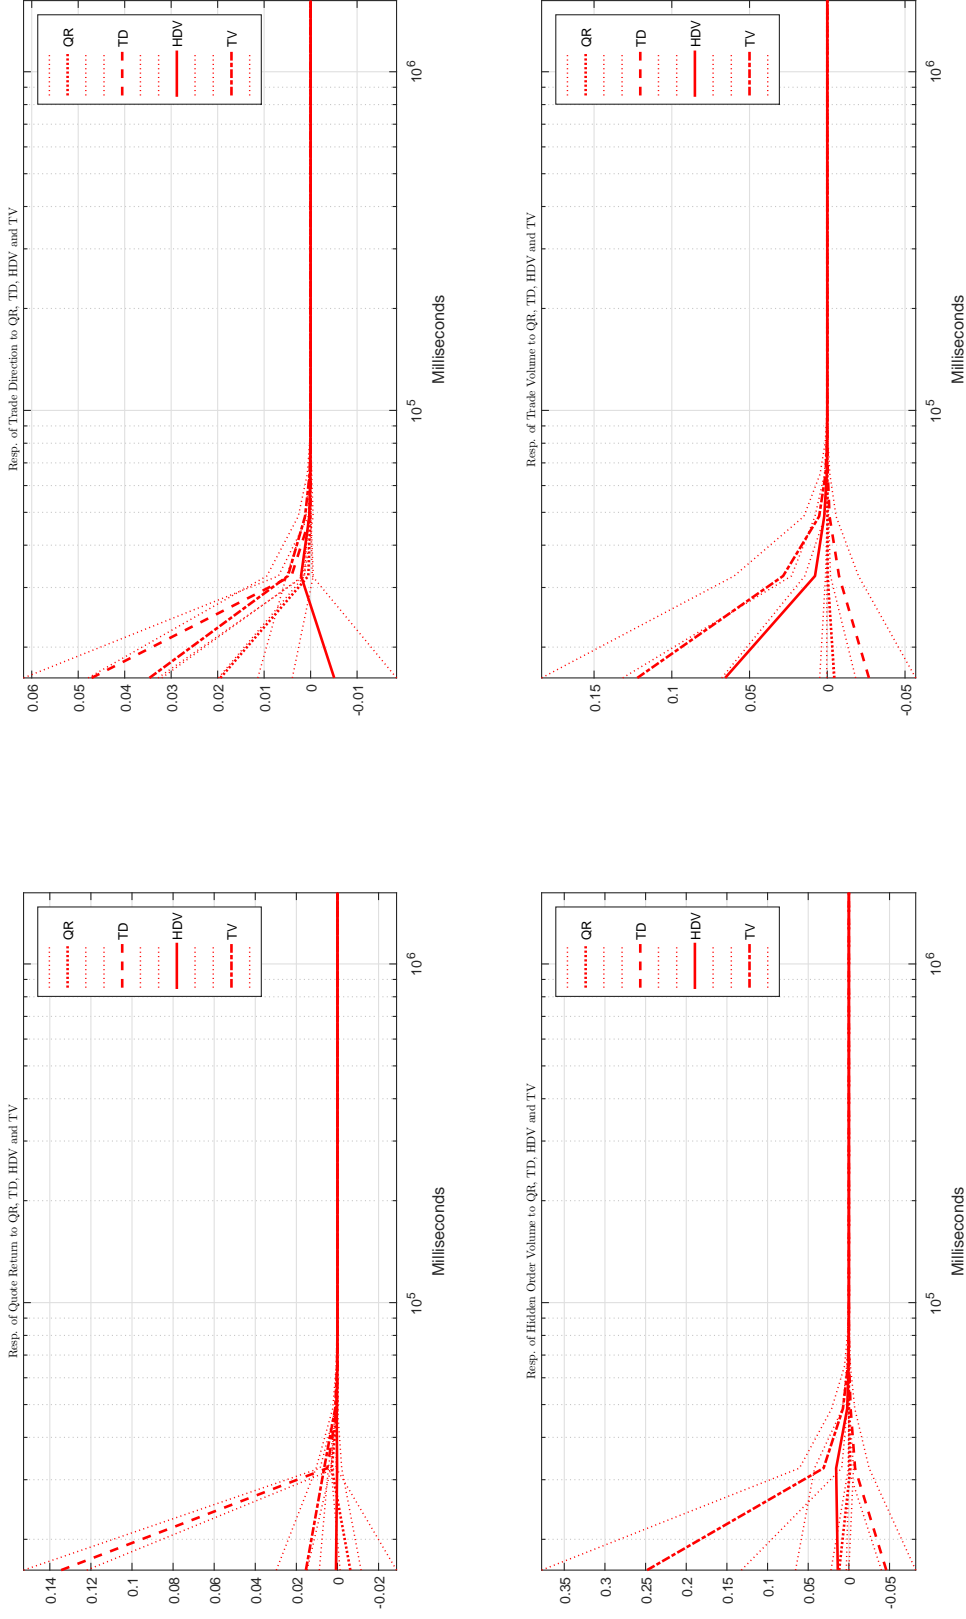 Resp. of Quote Return to QR, TD, HDV and TV
0.14
0.12
0.1
0.08
0.06
0.04
0.02
0
-0.02
QR
TD
HDV
TV
10^5 10^6
Milliseconds
Resp. of Trade Direction to QR, TD, HDV and TV
0.06
0.05
0.04
0.03
0.02
0.01
0
-0.01
QR
TD
HDV
TV
10^5 10^6
Milliseconds
Resp. of Hidden Order Volume to QR, TD, HDV and TV
0.35
0.3
0.25
0.2
0.15
0.1
0.05
0
-0.05
QR
TD
HDV
TV
10^5 10^6
Milliseconds
Resp. of Trade Volume to QR, TD, HDV and TV
0.15
0.1
0.05
0
-0.05
QR
TD
HDV
TV
10^5 10^6
Milliseconds